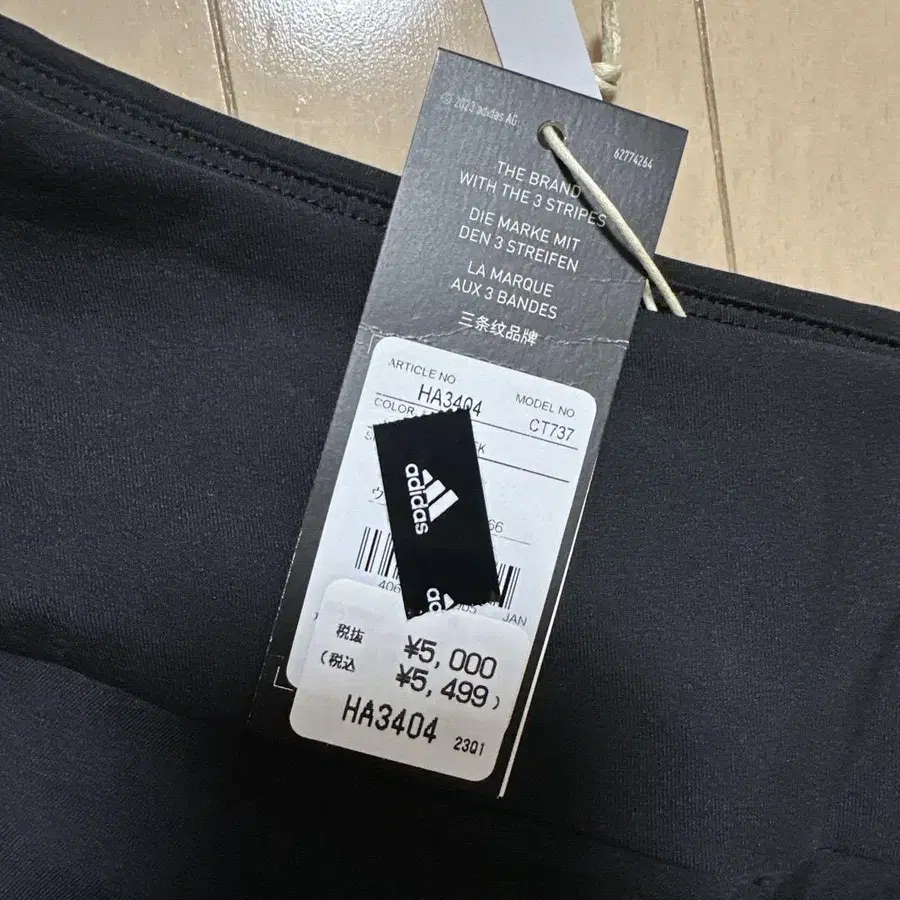 © 2023 adidas AG
62774264
THE BRAND
WITH THE 3 STRIPES
DIE MARKE MIT
DEN 3 STREIFEN
LA MARQUE
AUX 3 BANDES
三条纹品牌
ARTICLE NO
MODEL NO
HA3404
CT737
COLOR
adidas
JAN
税抜 ¥5,000
(税込 ¥5,499)
HA3404 23Q1